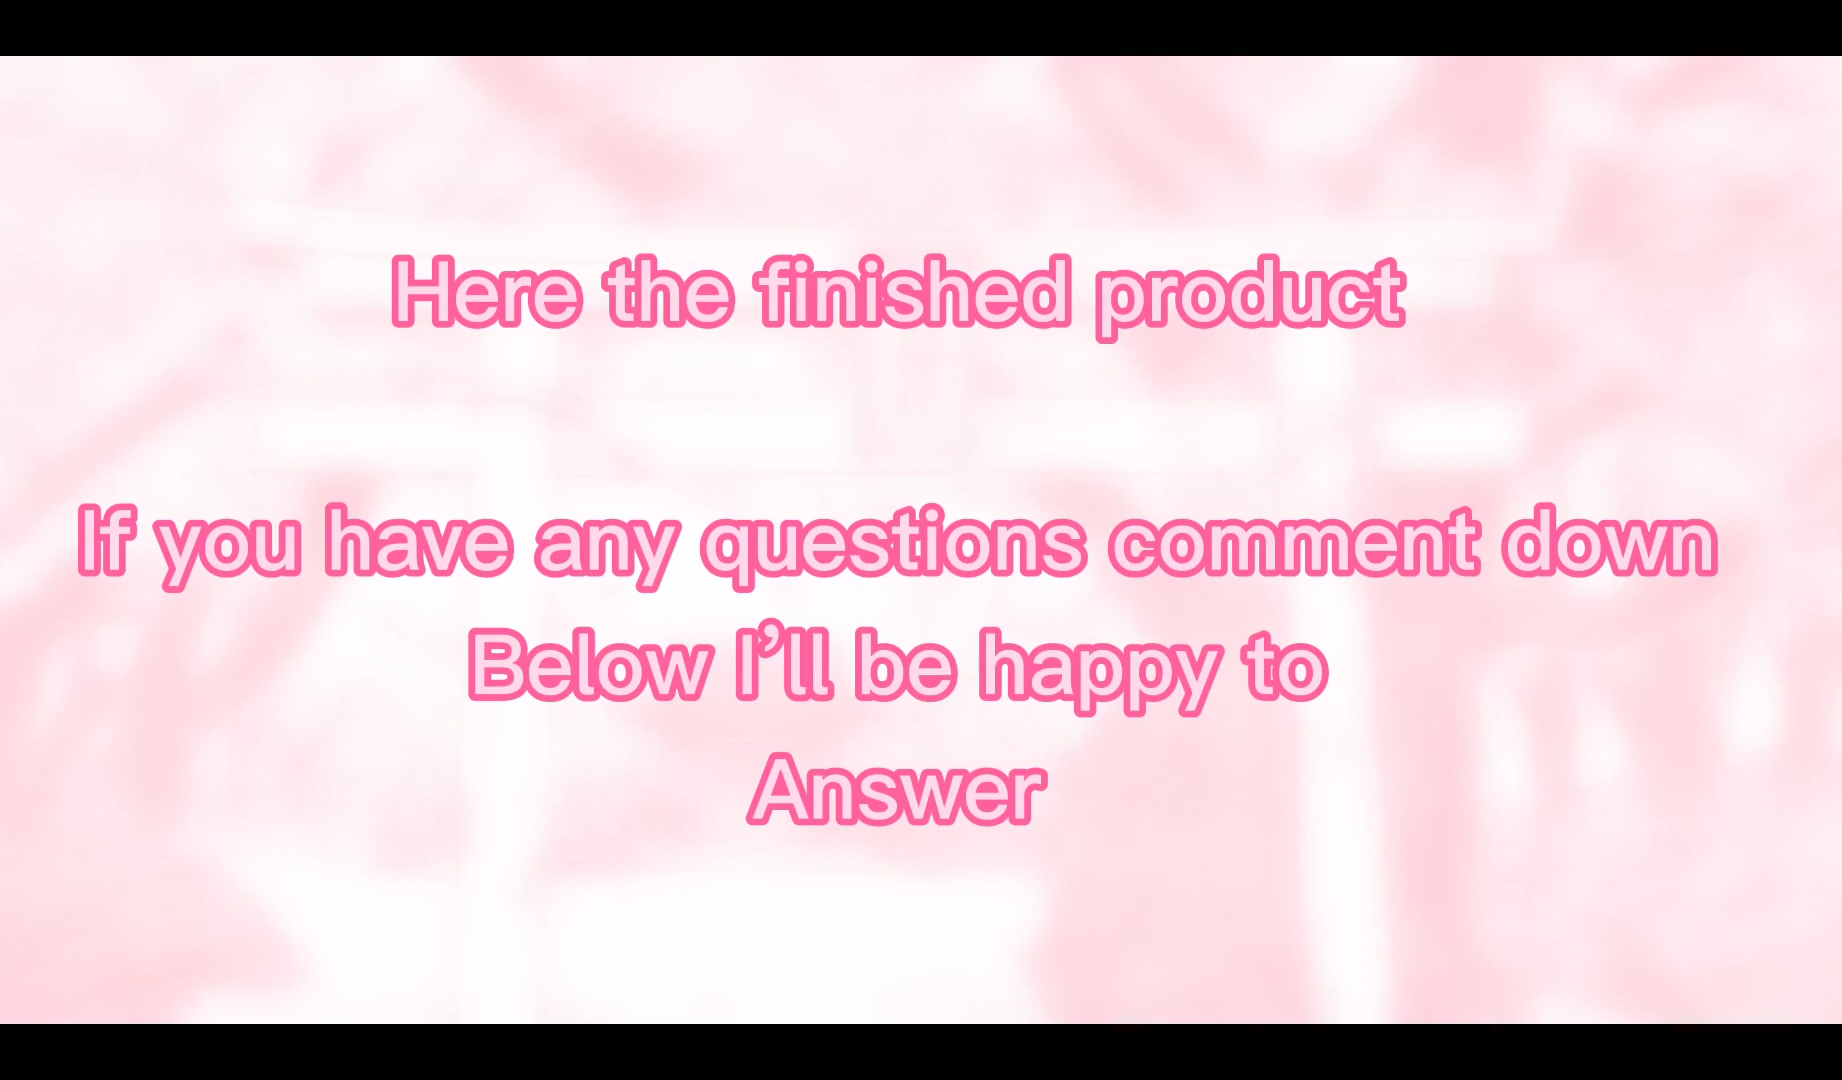 Here the finished product
If you have any questions comment down
Below I’ll be happy to
Answer